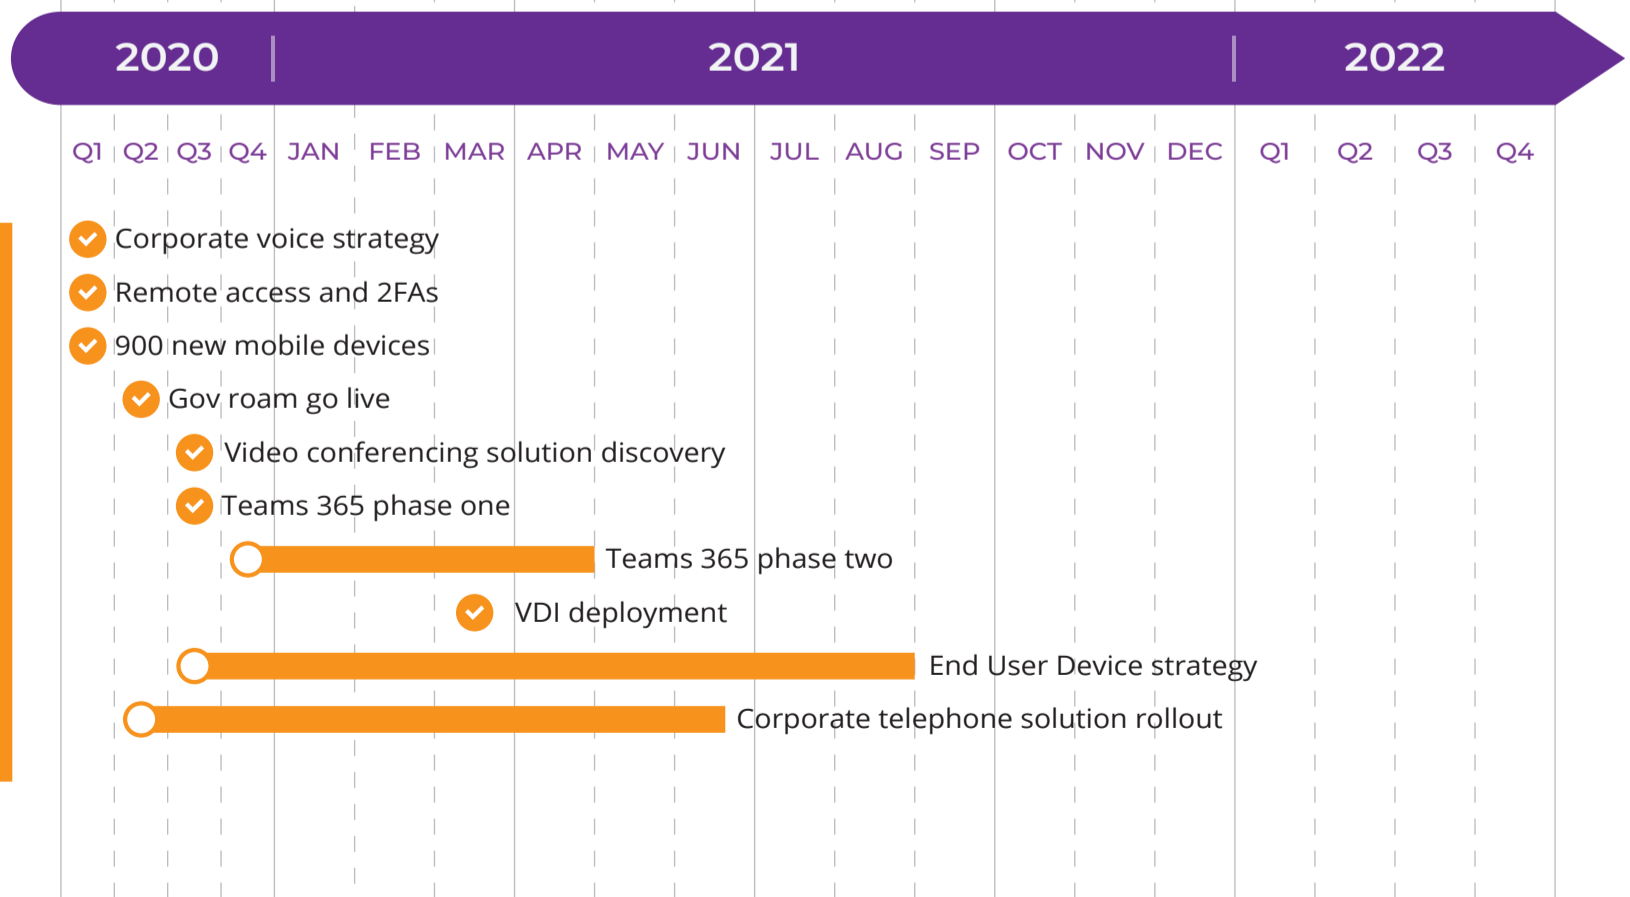 2020 2021 2022
Q1 Q2 Q3 Q4 JAN FEB MAR APR MAY JUN JUL AUG SEP OCT NOV DEC Q1 Q2 Q3 Q4
Corporate voice strategy
Remote access and 2FAs
900 new mobile devices
Gov roam go live
Video conferencing solution discovery
Teams 365 phase one
Teams 365 phase two
VDI deployment
End User Device strategy
Corporate telephone solution rollout